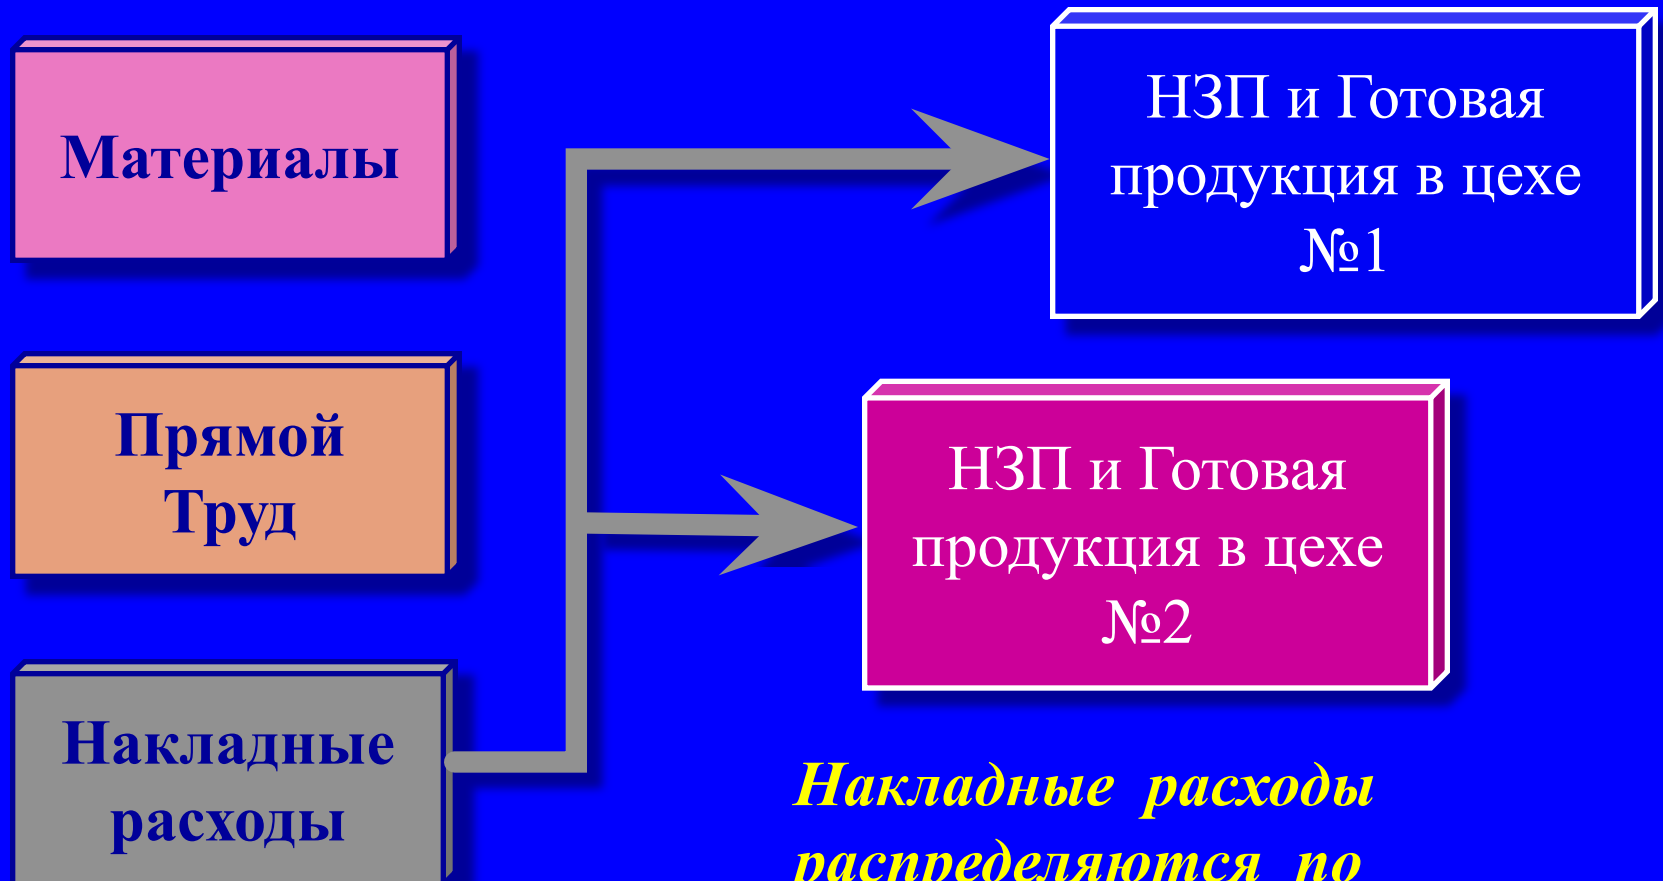 Материалы
Прямой
Труд
Накладные
расходы
НЗП и Готовая
продукция в цехе
№1
НЗП и Готовая
продукция в цехе
№2
Накладные расходы
распределяются по